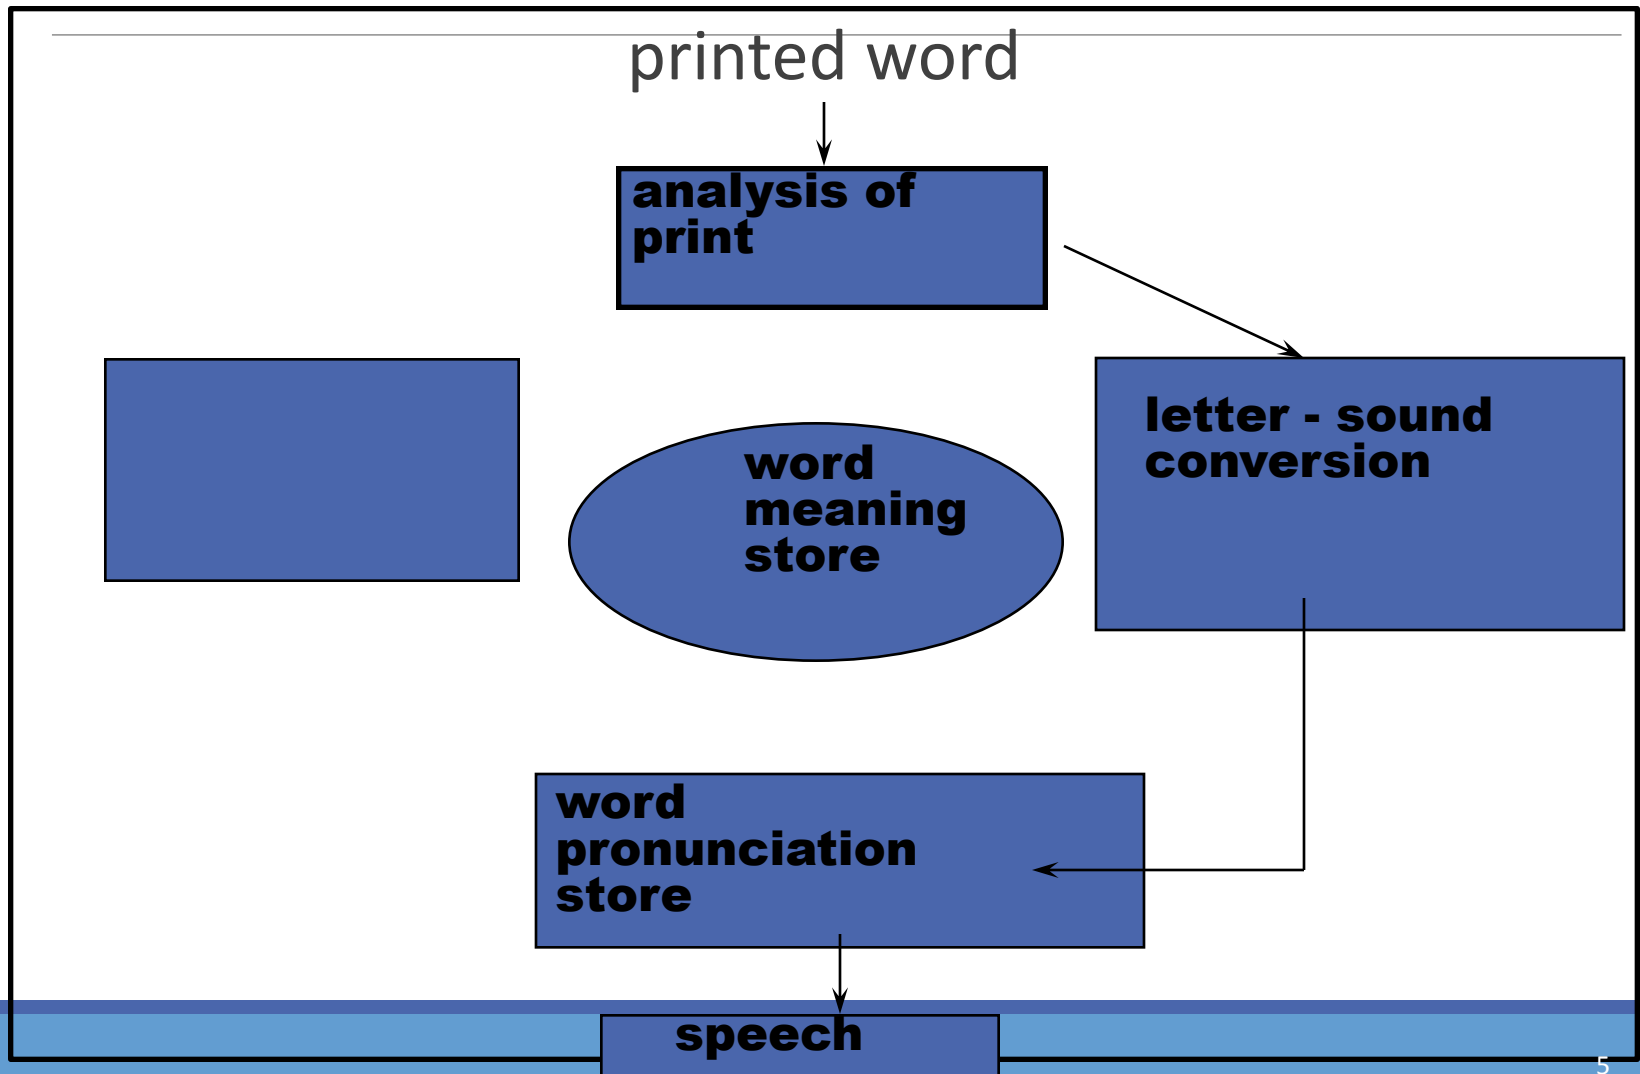 printed word
analysis of
print
letter - sound
conversion
word
meaning
store
word
pronunciation
store
speech
5